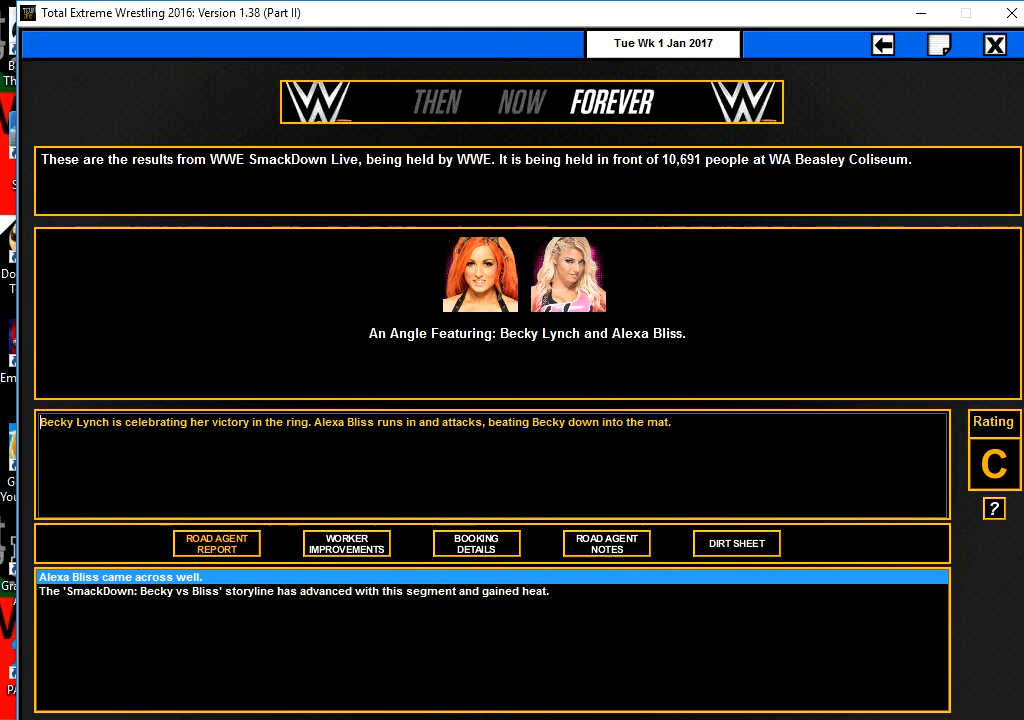 Total Extreme Wrestling 2016: Version 1.38 (Part II)
Tue Wk 1 Jan 2017
THEN NOW FOREVER
These are the results from WWE SmackDown Live, being held by WWE. It is being held in front of 10,691 people at WA Beasley Coliseum.
An Angle Featuring: Becky Lynch and Alexa Bliss.
Becky Lynch is celebrating her victory in the ring. Alexa Bliss runs in and attacks, beating Becky down into the mat.
Rating
C
?
ROAD AGENT
REPORT
WORKER
IMPROVEMENTS
BOOKING
DETAILS
ROAD AGENT
NOTES
DIRT SHEET
Alexa Bliss came across well.
The 'SmackDown: Becky vs Bliss' storyline has advanced with this segment and gained heat.